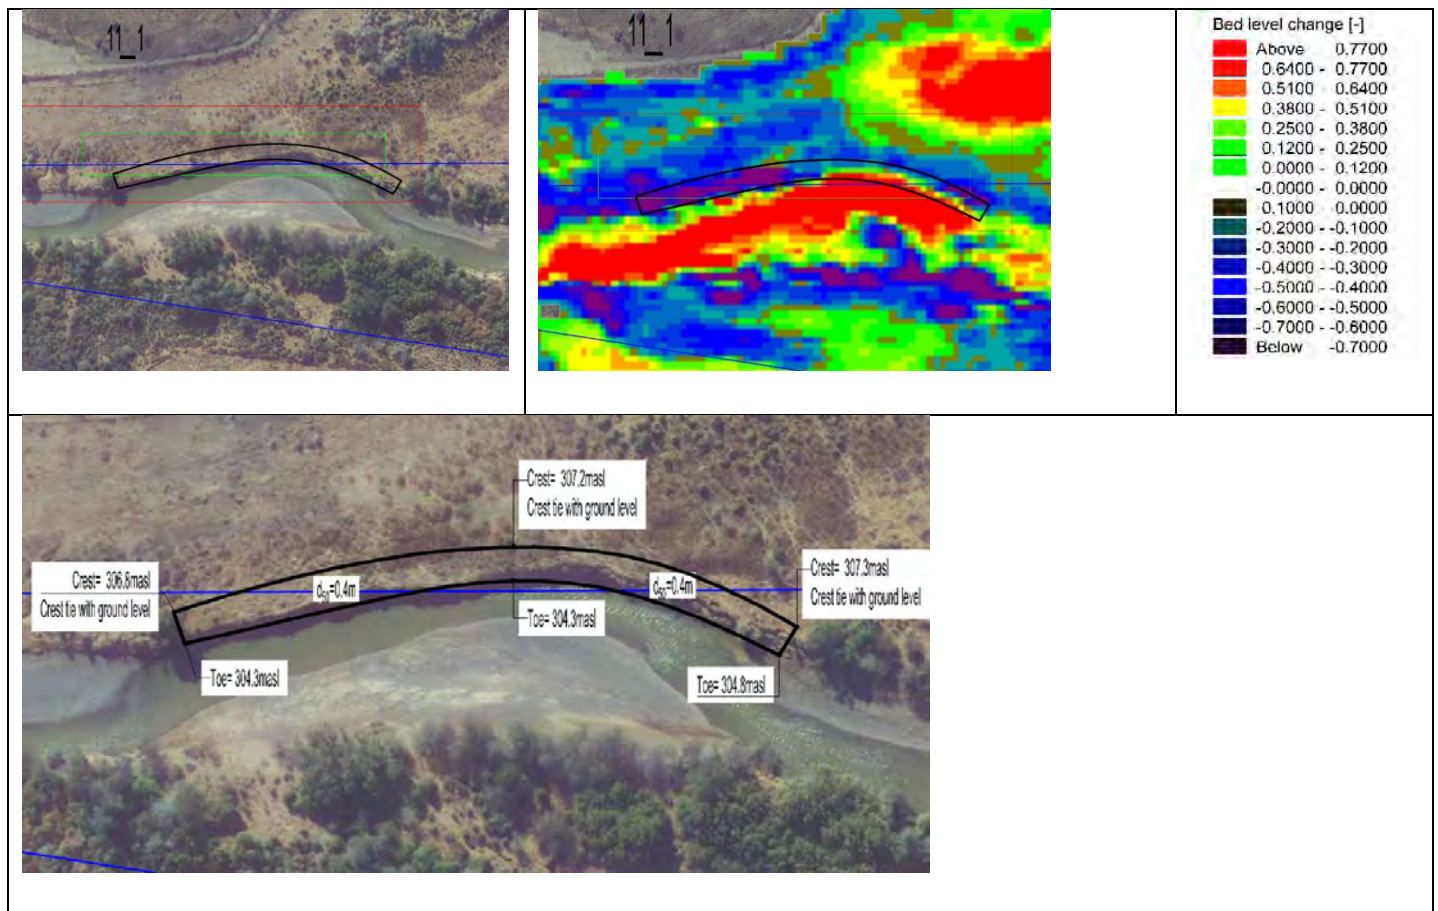 11_1
11_1
Bed level change [-]
Above 0.7700
0.6400 - 0.7700
0.5100 - 0.6400
0.3800 - 0.5100
0.2500 - 0.3800
0.1200 - 0.2500
0.0000 - 0.1200
-0.0000 - 0.0000
-0.1000 - 0.0000
-0.2000 - -0.1000
-0.3000 - -0.2000
-0.4000 - -0.3000
-0.5000 - -0.4000
-0.6000 - -0.5000
-0.7000 - -0.6000
Below -0.7000
Crest= 307.2masl
Crest tie with ground level
Crest= 306.8masl
Crest tie with ground level
d50=0.4m
d50=0.4m
Crest= 307.3masl
Crest tie with ground level
Toe= 304.3masl
Toe= 304.3masl
Toe= 304.8masl